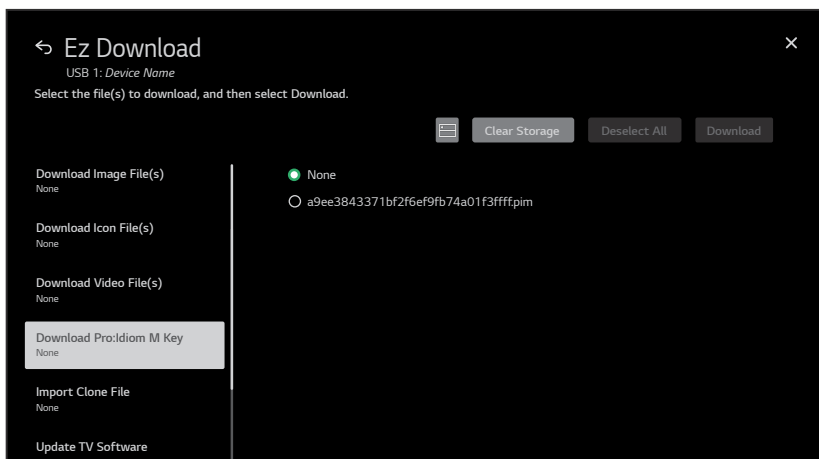 Ez Download
USB 1: Device Name
Select the file(s) to download, and then select Download.
Clear Storage Deselect All Download
Download Image File(s)
None
Download Icon File(s)
None
Download Video File(s)
None
Download Pro:Idiom M Key
None
Import Clone File
None
Update TV Software
None
a9ee3843371bf2f6ef9fb74a01f3ffff.pim